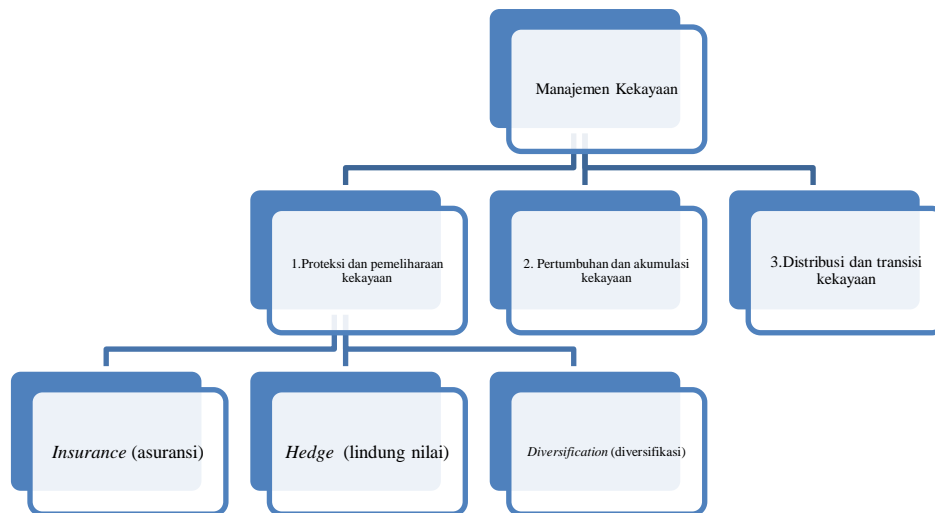 Manajemen Kekayaan
1.Proteksi dan pemeliharaan
kekayaan
2. Pertumbuhan dan akumulasi
kekayaan
3.Distribusi dan transisi
kekayaan
Insurance (asuransi)
Hedge (lindung nilai)
Diversification (diversifikasi)